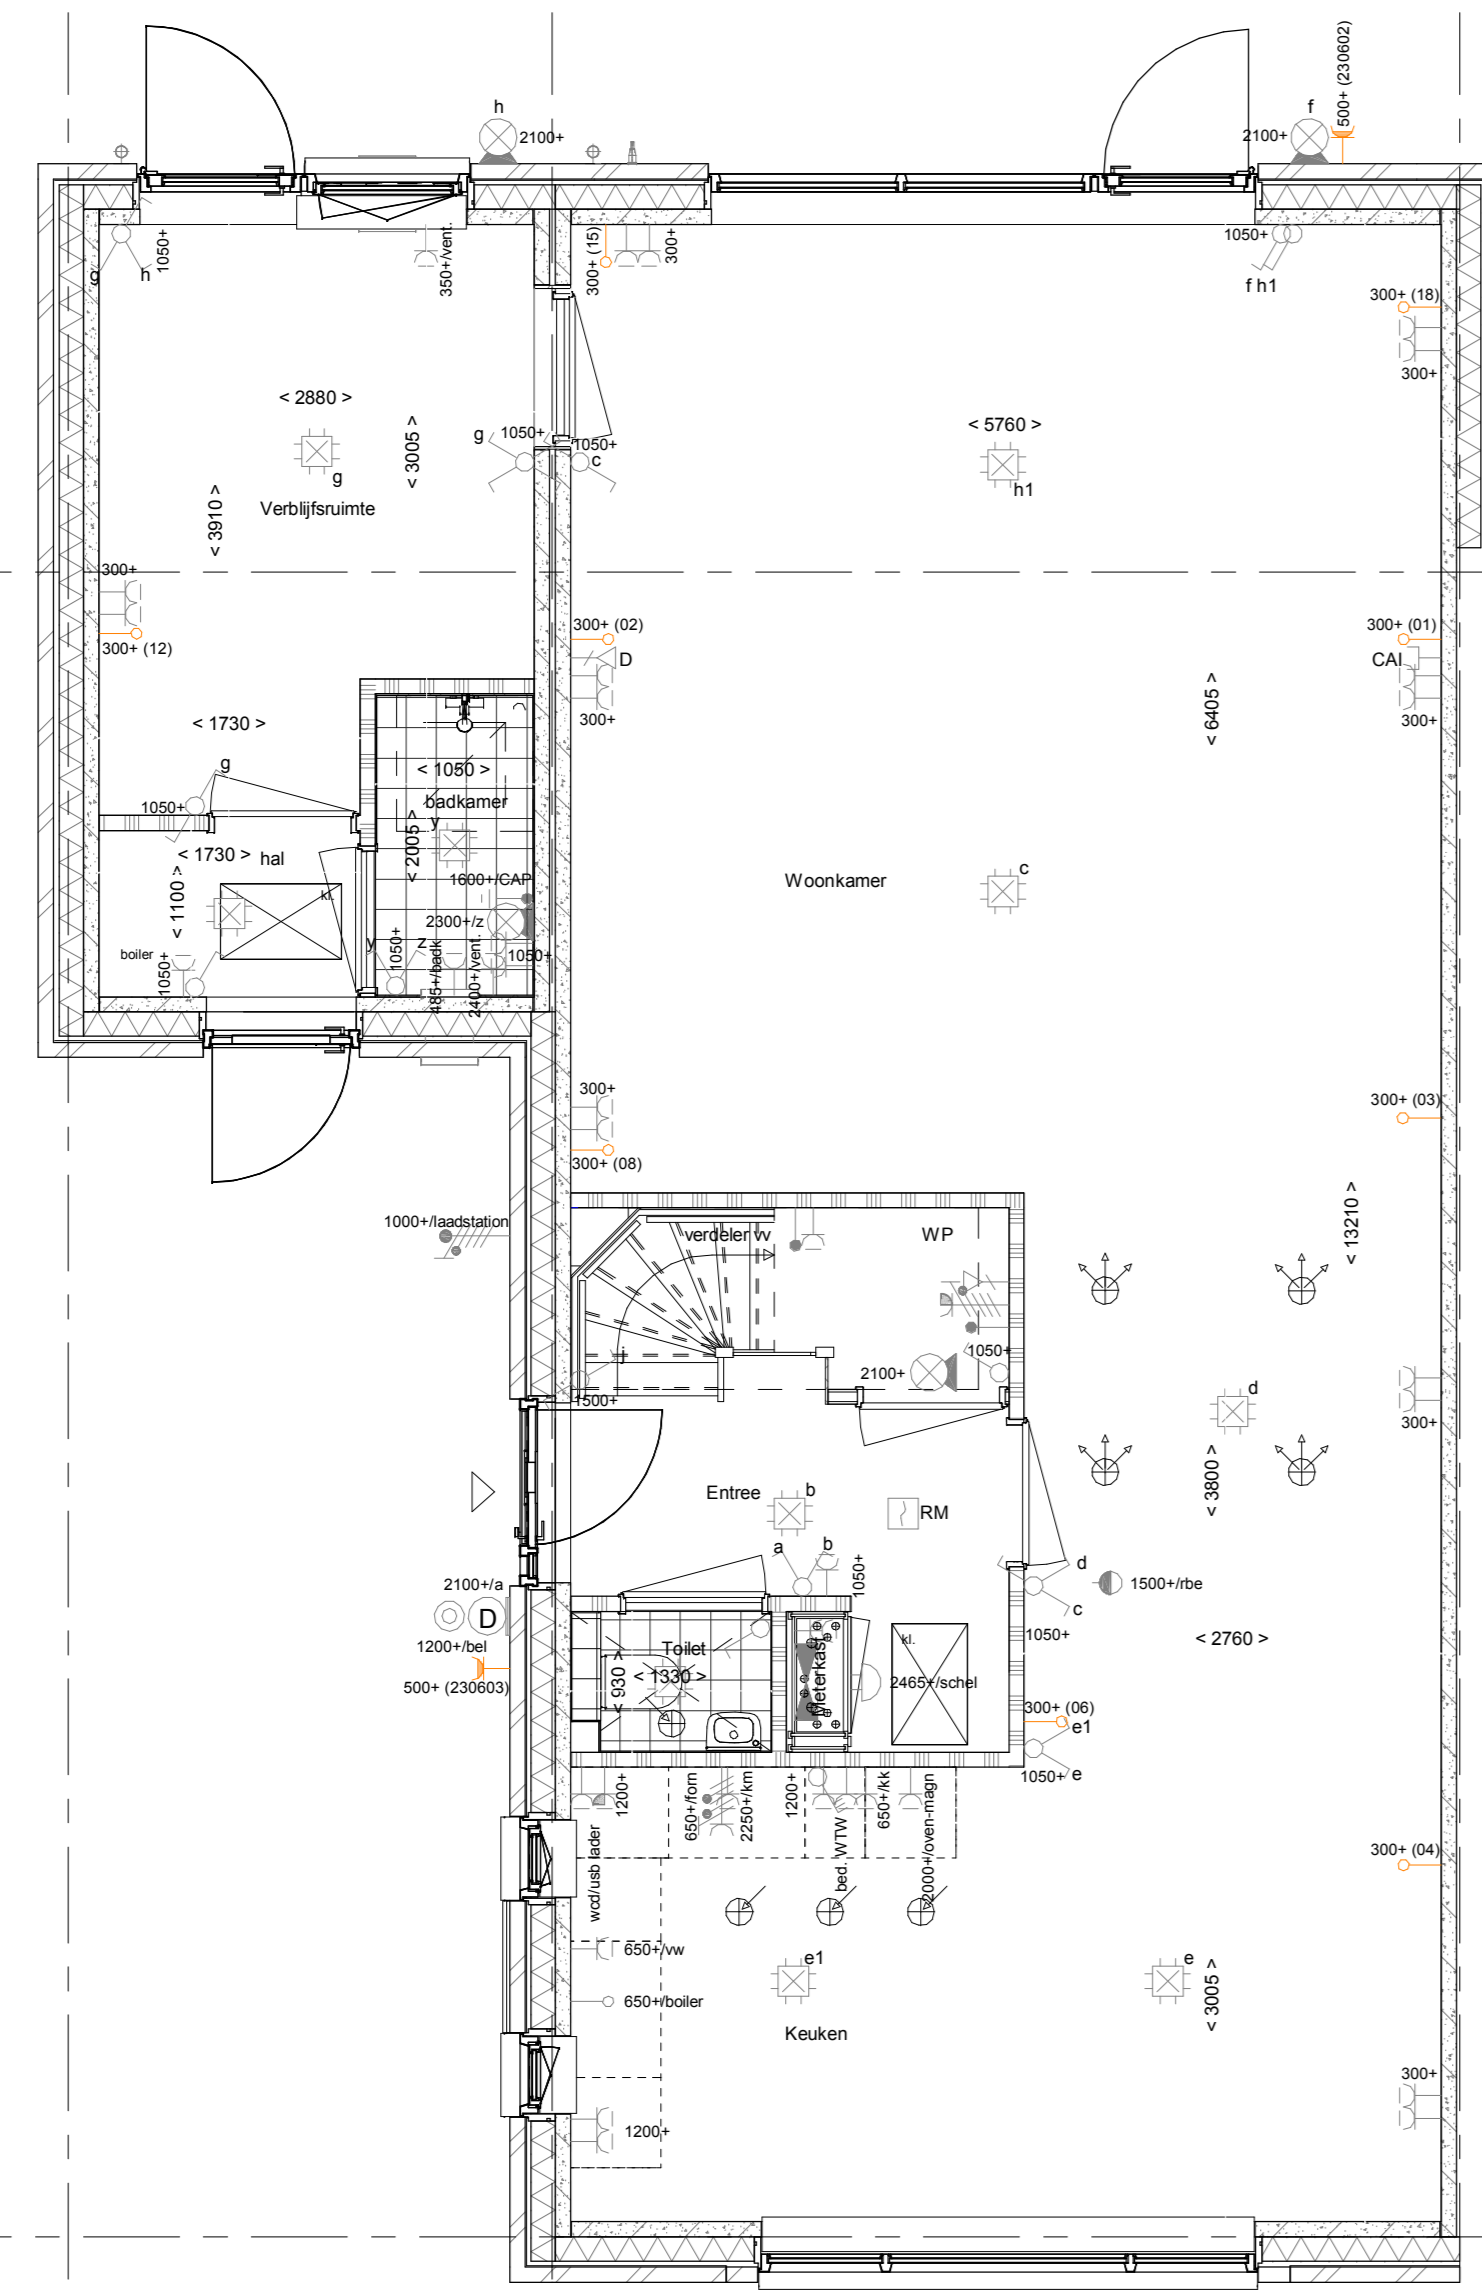 500+ (230602)
h
2100+
f
2100+
g
h
1050+
350+/vent.
300+ (15)
300+
1050+
f h1
300+ (18)
300+
< 2880 >
< 3005 >
g
1050+
1050+
c
< 5760 >
g
h1
Verblijfsruimte
< 3910 >
300+
300+ (12)
300+ (02)
D
300+
300+ (01)
CAI
300+
< 6405 >
< 1730 >
g
1050+
< 1050 >
badkamer
y
< 2005 >
< 1730 >
hal
< 1100 >
kl.
1600+/CAP
2300+/z
Woonkamer
c
boiler
1050+
y
z
1050+
485+/badk
2400+/vent.
1050+
300+
300+ (08)
300+ (03)
1000+/laadstation
verdeler vv
WP
< 13210 >
j
1500+
2100+
1050+
d
300+
< 3800 >
Entree
b
RM
a
b
1050+
d
c
1050+
1500+/rbe
2100+/a
D
1200+/bel
500+ (230603)
Toilet
< 1330 >
< 930 >
Meterkast
kl.
2465+/schel
< 2760 >
300+ (06)
e1
1050+
e
1200+
650+/forn
2250+/km
1200+
650+/kk
wcd/usb lader
bed. WTW
2000+/oven-magn
300+ (04)
650+/vw
650+/boiler
e1
e
< 3005 >
Keuken
300+
1200+